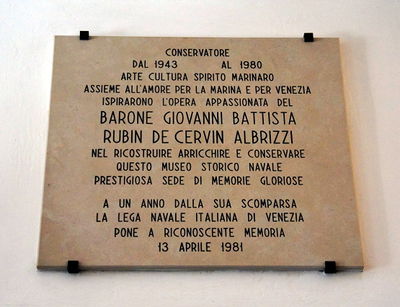 CONSERVATORE
DAL 1943 AL 1980
ARTE CULTURA SPIRITO MARINARO
ASSIEME ALL'AMORE PER LA MARINA E PER VENEZIA
ISPIRARONO L'OPERA APPASSIONATA DEL
BARONE GIOVANNI BATTISTA
RUBIN DE CERVIN ALBRIZZI
NEL RICOSTRUIRE ARRICCHIRE E CONSERVARE
QUESTO MUSEO STORICO NAVALE
PRESTIGIOSA SEDE DI MEMORIE GLORIOSE
A UN ANNO DALLA SUA SCOMPARSA
LA LEGA NAVALE ITALIANA DI VENEZIA
PONE A RICONOSCENTE MEMORIA
13 APRILE 1981